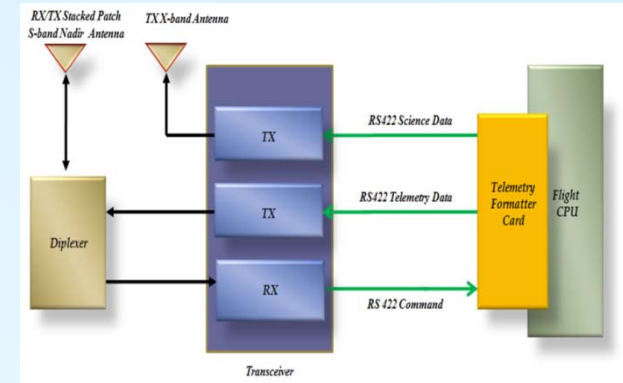 RX/TX Stacked Patch
S-band Nadir Antenna
TX X-band Antenna
TX
RS422 Science Data
TX
RS422 Telemetry Data
Diplexer
Telemetry
Formatter
Card
Flight
CPU
RX
RS 422 Command
Transceiver